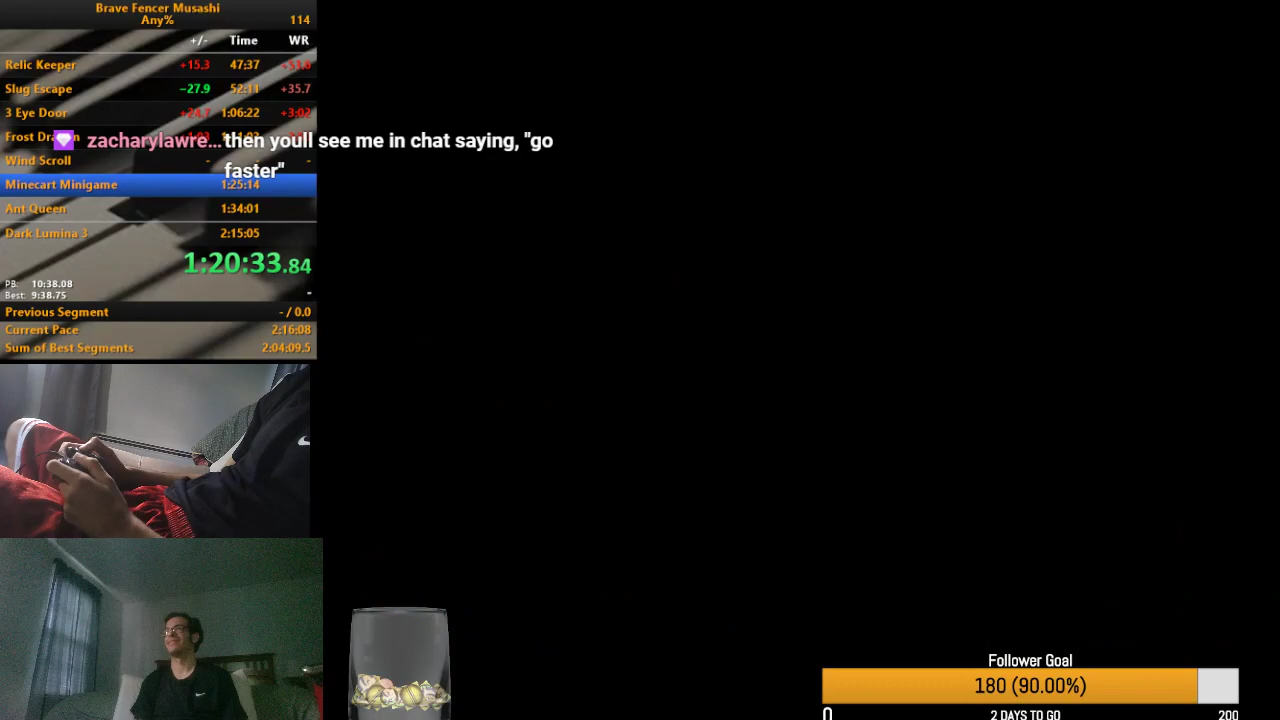 Brave Fencer Musashi
Any% 114
+/- Time WR
Relic Keeper +15.3 47:37 +53.6
Slug Escape −27.9 52:11 +35.7
3 Eye Door +24.7 1:06:22 +3:02
zacharylawre... then youll see me in chat saying, "go
faster"
Wind Scroll - - -
Minecart Minigame 1:25:14
Ant Queen 1:34:01
Dark Lumina 3 2:15:05
1:20:33.84
PB: 10:38.08
Best: 9:38.75 -
Previous Segment - / 0.0
Current Pace 2:16:08
Sum of Best Segments 2:04:09.5
Follower Goal
180 (90.00%)
0 2 DAYS TO GO 200